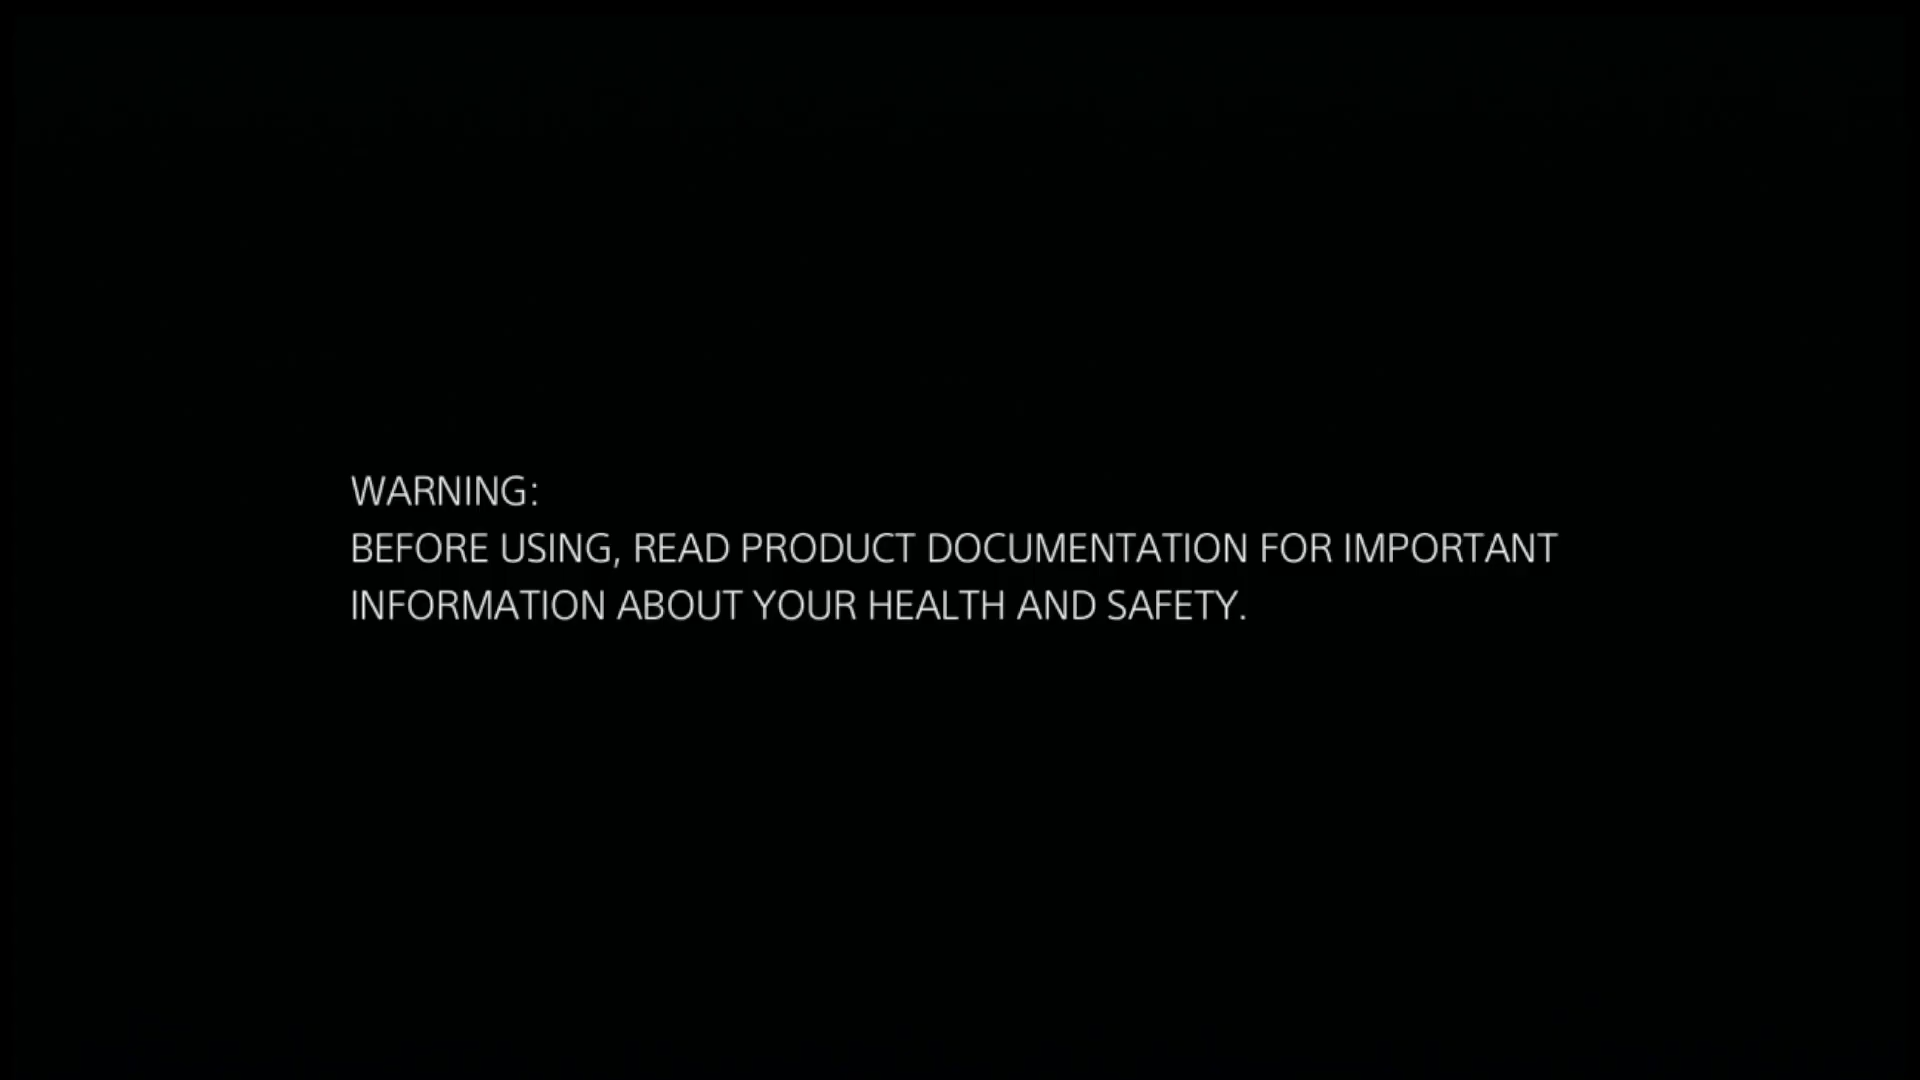 WARNING:
BEFORE USING, READ PRODUCT DOCUMENTATION FOR IMPORTANT
INFORMATION ABOUT YOUR HEALTH AND SAFETY.